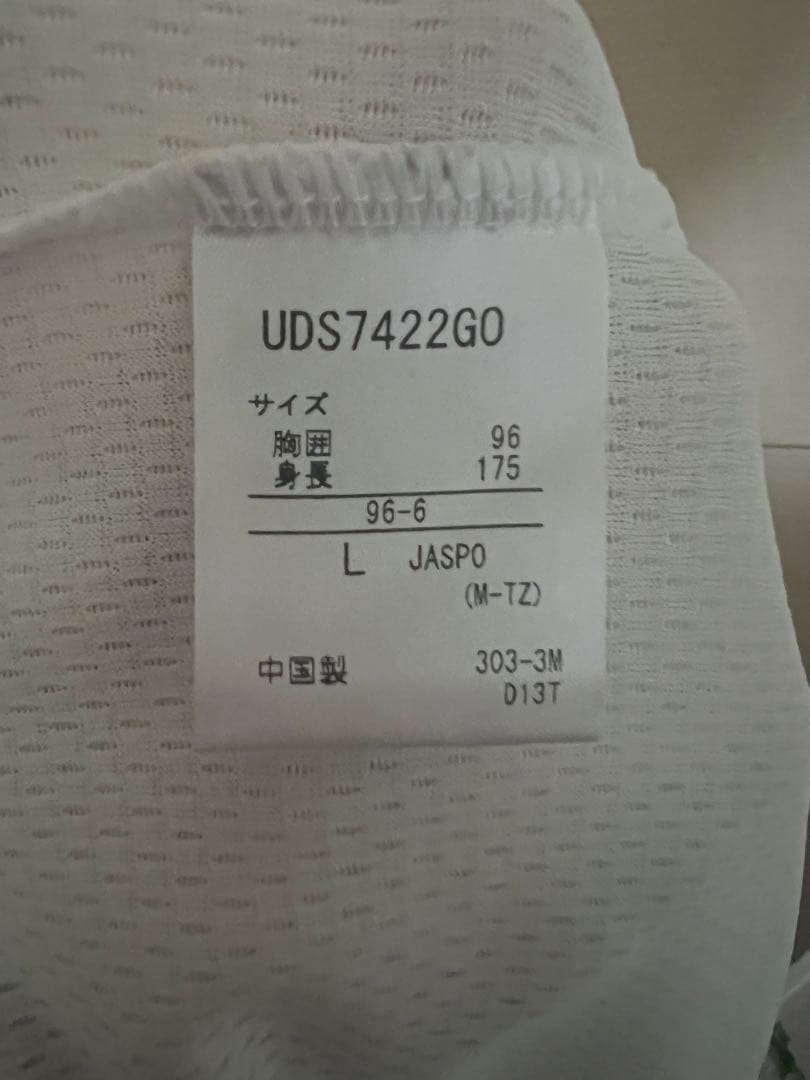 UDS7422GO
サイズ
胸囲 96
身長 175
96-6
L JASPO
(M-TZ)
中国製 303-3M
D13T